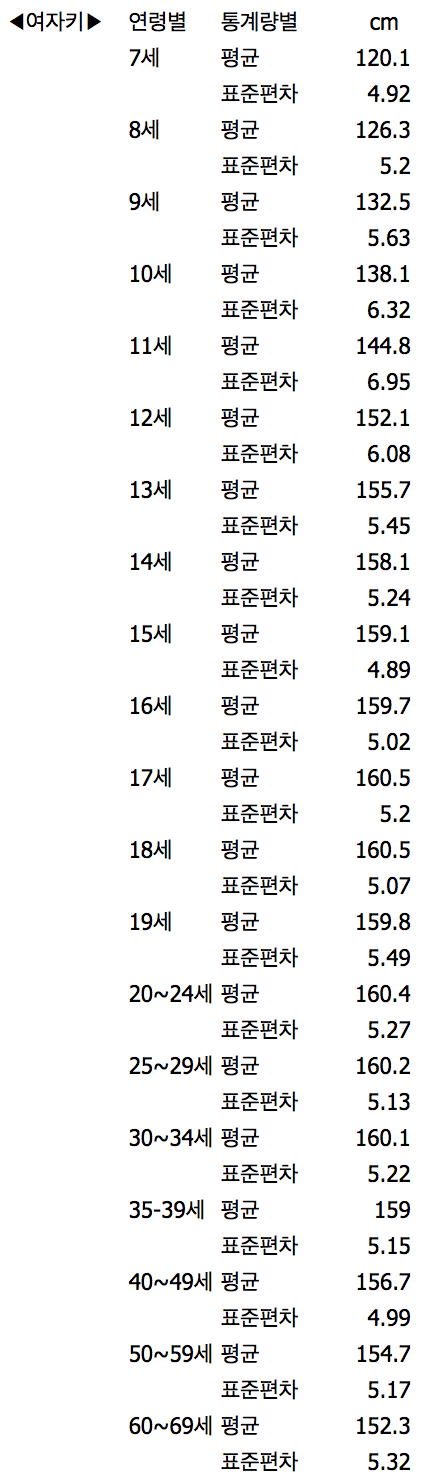 ◀여자키▶ 연령별 통계량별 cm
7세 평균 120.1
표준편차 4.92
8세 평균 126.3
표준편차 5.2
9세 평균 132.5
표준편차 5.63
10세 평균 138.1
표준편차 6.32
11세 평균 144.8
표준편차 6.95
12세 평균 152.1
표준편차 6.08
13세 평균 155.7
표준편차 5.45
14세 평균 158.1
표준편차 5.24
15세 평균 159.1
표준편차 4.89
16세 평균 159.7
표준편차 5.02
17세 평균 160.5
표준편차 5.2
18세 평균 160.5
표준편차 5.07
19세 평균 159.8
표준편차 5.49
20~24세 평균 160.4
표준편차 5.27
25~29세 평균 160.2
표준편차 5.13
30~34세 평균 160.1
표준편차 5.22
35-39세 평균 159
표준편차 5.15
40~49세 평균 156.7
표준편차 4.99
50~59세 평균 154.7
표준편차 5.17
60~69세 평균 152.3
표준편차 5.32